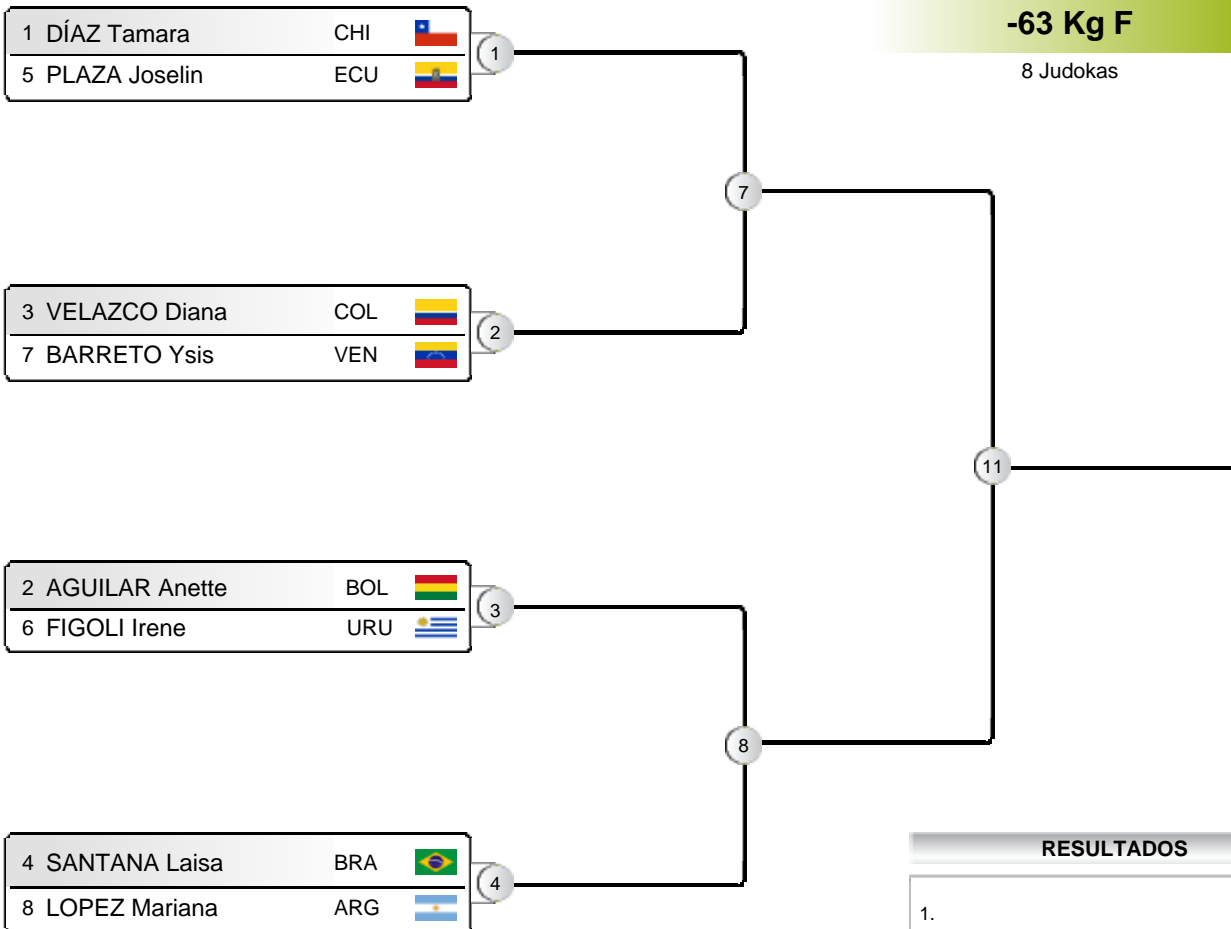 -63 Kg F
8 Judokas
1 DÍAZ Tamara CHI
5 PLAZA Joselin ECU
1
7
3 VELAZCO Diana COL
7 BARRETO Ysis VEN
2
11
2 AGUILAR Anette BOL
6 FIGOLI Irene URU
3
8
4 SANTANA Laisa BRA
8 LOPEZ Mariana ARG
4
RESULTADOS
1.